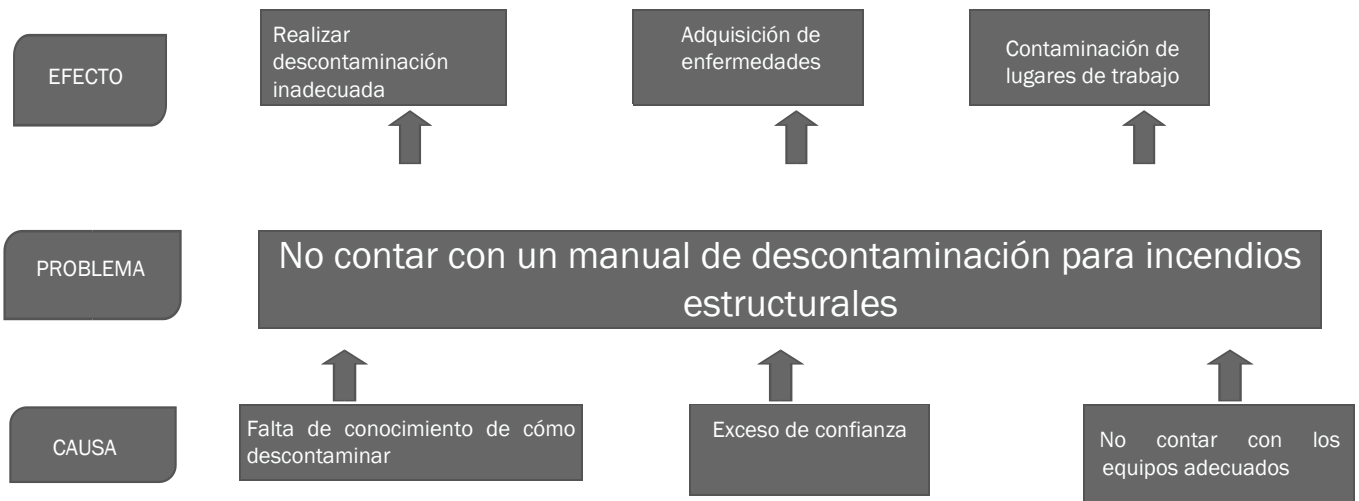 EFECTO
Realizar
descontaminación
inadecuada
Adquisición de
enfermedades
Contaminación de
lugares de trabajo
PROBLEMA
No contar con un manual de descontaminación para incendios
estructurales
CAUSA
Falta de conocimiento de cómo
descontaminar
Exceso de confianza
No contar con los
equipos adecuados